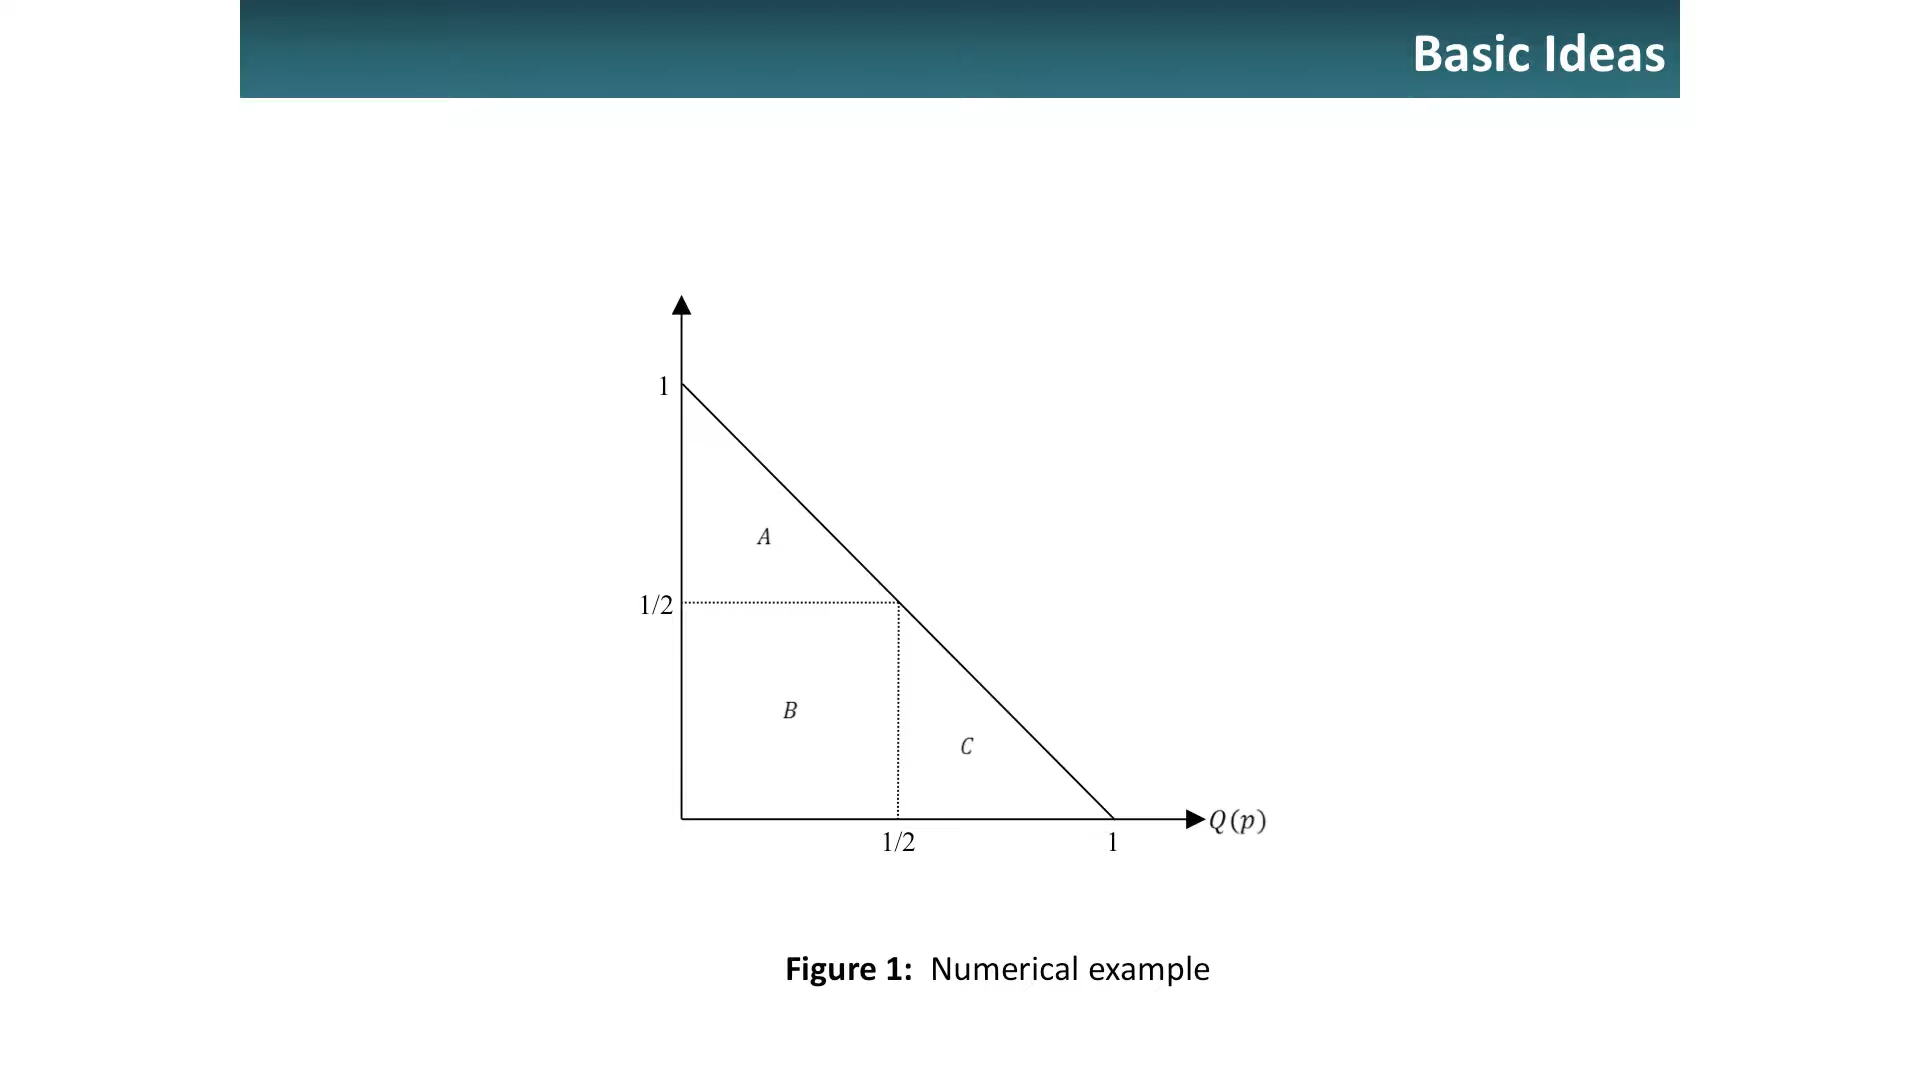 Basic Ideas
1
A
1/2
B
C
Q(p)
1/2
1
Figure 1: Numerical example